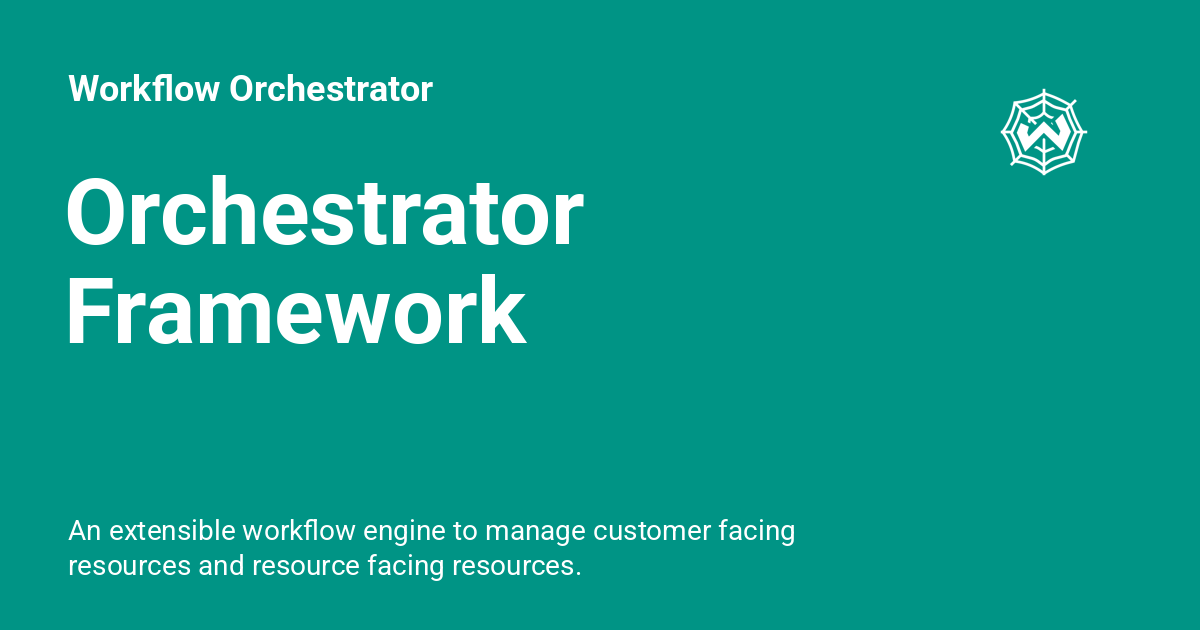 Workflow Orchestrator
W
Orchestrator
Framework
An extensible workflow engine to manage customer facing
resources and resource facing resources.